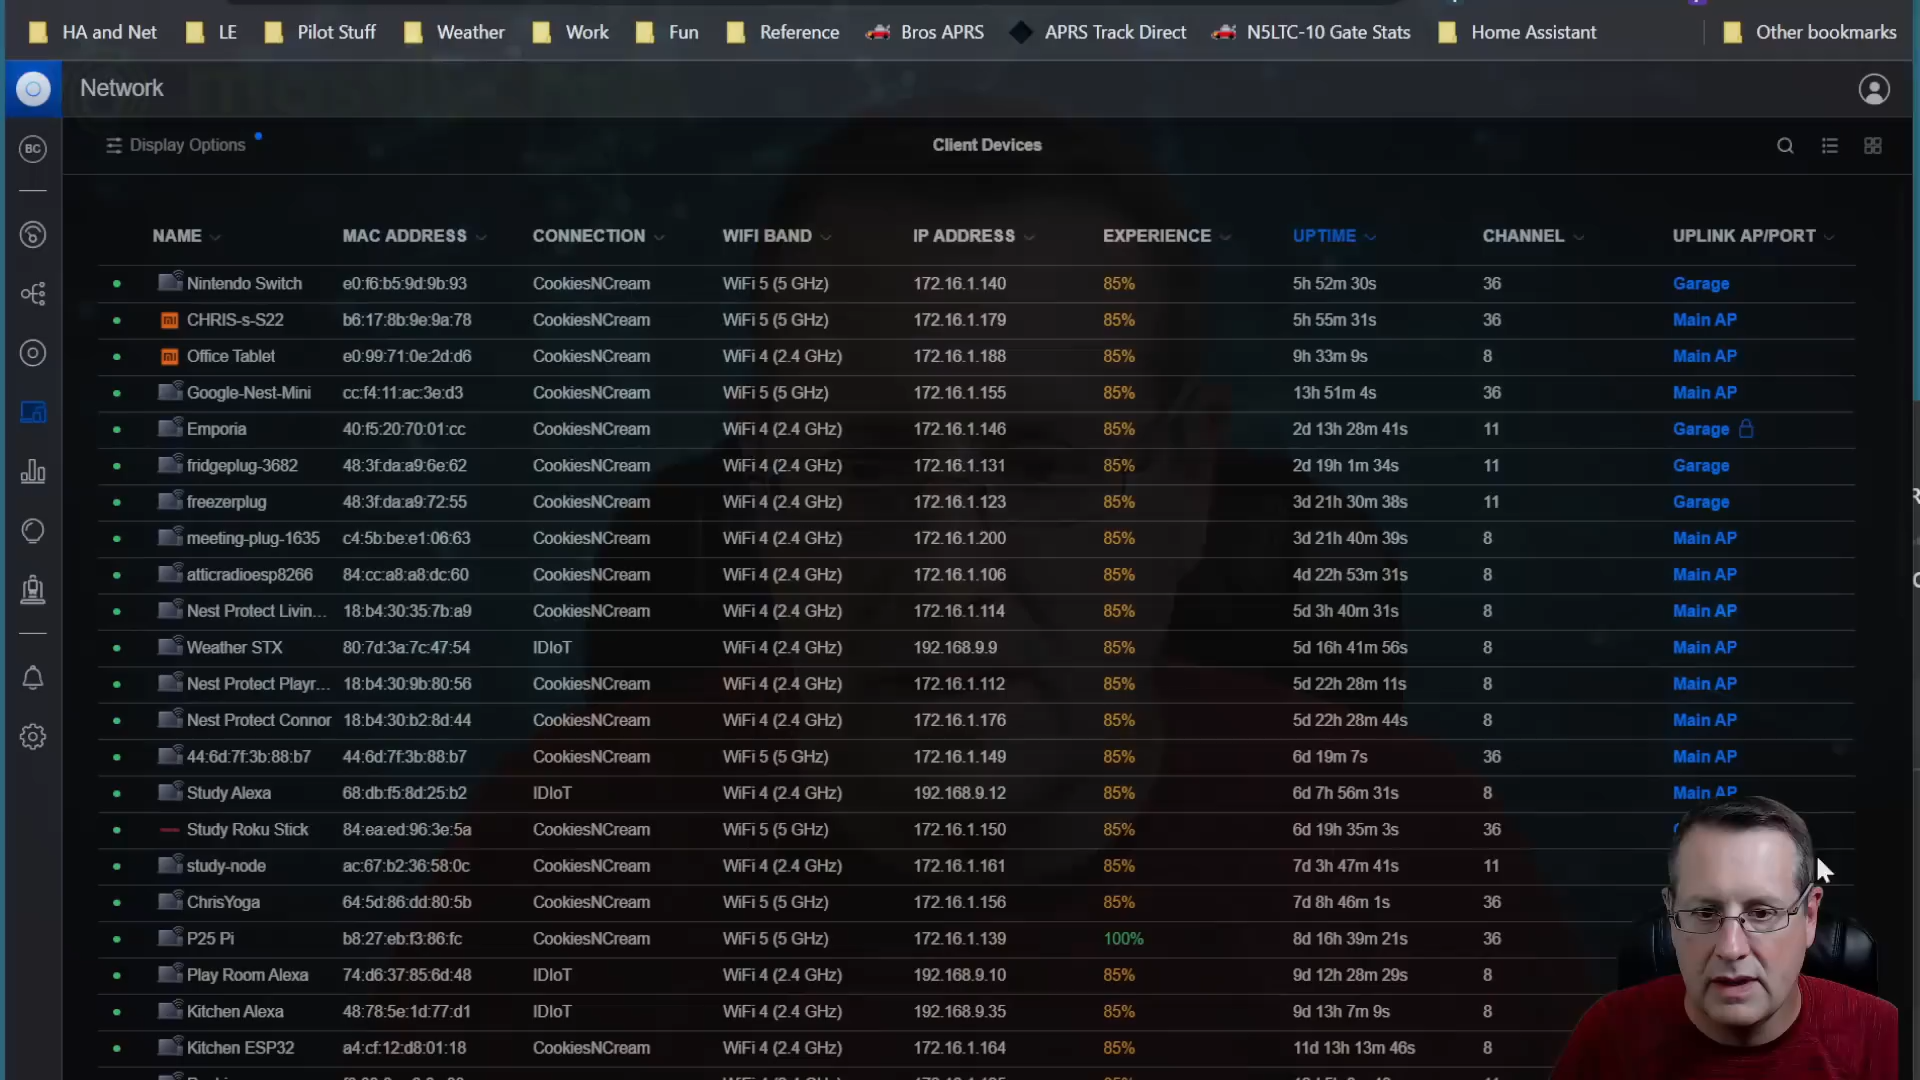 HA and Net LE Pilot Stuff Weather Work Fun Reference Bros APRS APRS Track Direct N5LTC-10 Gate Stats Home Assistant Other bookmarks
Network
BC
Display Options Client Devices
NAME MAC ADDRESS CONNECTION WIFI BAND IP ADDRESS EXPERIENCE UPTIME CHANNEL UPLINK AP/PORT
Nintendo Switch e0:f6:b5:9d:9b:93 CookiesNCream WiFi 5 (5 GHz) 172.16.1.140 85% 5h 52m 30s 36 Garage
CHRIS-s-S22 b6:17:8b:9e:9a:78 CookiesNCream WiFi 5 (5 GHz) 172.16.1.179 85% 5h 55m 31s 36 Main AP
Office Tablet e0:99:71:0e:2d:d6 CookiesNCream WiFi 4 (2.4 GHz) 172.16.1.188 85% 9h 33m 9s 8 Main AP
Google-Nest-Mini cc:f4:11:ac:3e:d3 CookiesNCream WiFi 5 (5 GHz) 172.16.1.155 85% 13h 51m 4s 36 Main AP
Emporia 40:f5:20:70:01:cc CookiesNCream WiFi 4 (2.4 GHz) 172.16.1.146 85% 2d 13h 28m 41s 11 Garage
fridgeplug-3682 48:3f:da:a9:6e:62 CookiesNCream WiFi 4 (2.4 GHz) 172.16.1.131 85% 2d 19h 1m 34s 11 Garage
freezerplug 48:3f:da:a9:72:55 CookiesNCream WiFi 4 (2.4 GHz) 172.16.1.123 85% 3d 21h 30m 38s 11 Garage
meeting-plug-1635 c4:5b:be:e1:06:63 CookiesNCream WiFi 4 (2.4 GHz) 172.16.1.200 85% 3d 21h 40m 39s 8 Main AP
atticradioesp8266 84:cc:a8:a8:dc:60 CookiesNCream WiFi 4 (2.4 GHz) 172.16.1.106 85% 4d 22h 53m 31s 8 Main AP
Nest Protect Livin... 18:b4:30:35:7b:a9 CookiesNCream WiFi 4 (2.4 GHz) 172.16.1.114 85% 5d 3h 40m 31s 8 Main AP
Weather STX 80:7d:3a:7c:47:54 IDIoT WiFi 4 (2.4 GHz) 192.168.9.9 85% 5d 16h 41m 56s 8 Main AP
Nest Protect Playr... 18:b4:30:9b:80:56 CookiesNCream WiFi 4 (2.4 GHz) 172.16.1.112 85% 5d 22h 28m 11s 8 Main AP
Nest Protect Connor 18:b4:30:b2:8d:44 CookiesNCream WiFi 4 (2.4 GHz) 172.16.1.176 85% 5d 22h 28m 44s 8 Main AP
44:6d:7f:3b:88:b7 44:6d:7f:3b:88:b7 CookiesNCream WiFi 5 (5 GHz) 172.16.1.149 85% 6d 19m 7s 36 Main AP
Study Alexa 68:db:f5:8d:25:b2 IDIoT WiFi 4 (2.4 GHz) 192.168.9.12 85% 6d 7h 56m 31s 8 Main AP
Study Roku Stick 84:ea:ed:96:3e:5a CookiesNCream WiFi 5 (5 GHz) 172.16.1.150 85% 6d 19h 35m 3s 36
study-node ac:67:b2:36:58:0c CookiesNCream WiFi 4 (2.4 GHz) 172.16.1.161 85% 7d 3h 47m 41s 11
ChrisYoga 64:5d:86:dd:80:5b CookiesNCream WiFi 5 (5 GHz) 172.16.1.156 85% 7d 8h 46m 1s 36
P25 Pi b8:27:eb:f3:86:fc CookiesNCream WiFi 5 (5 GHz) 172.16.1.139 100% 8d 16h 39m 21s 36
Play Room Alexa 74:d6:37:85:6d:48 IDIoT WiFi 4 (2.4 GHz) 192.168.9.10 85% 9d 12h 28m 29s 8
Kitchen Alexa 48:78:5e:1d:77:d1 IDIoT WiFi 4 (2.4 GHz) 192.168.9.35 85% 9d 13h 7m 9s 8
Kitchen ESP32 a4:cf:12:d8:01:18 CookiesNCream WiFi 4 (2.4 GHz) 172.16.1.164 85% 11d 13h 13m 46s 8